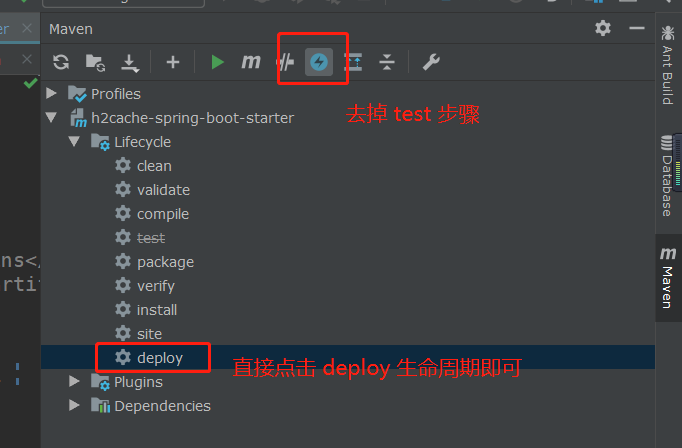 er
Maven
Profiles
h2cache-spring-boot-starter
去掉 test 步骤
Lifecycle
clean
validate
compile
test
package
ns</
verify
artit
install
site
deploy
直接点击 deploy 生命周期即可
Plugins
Dependencies
Ant Build
Database
Maven